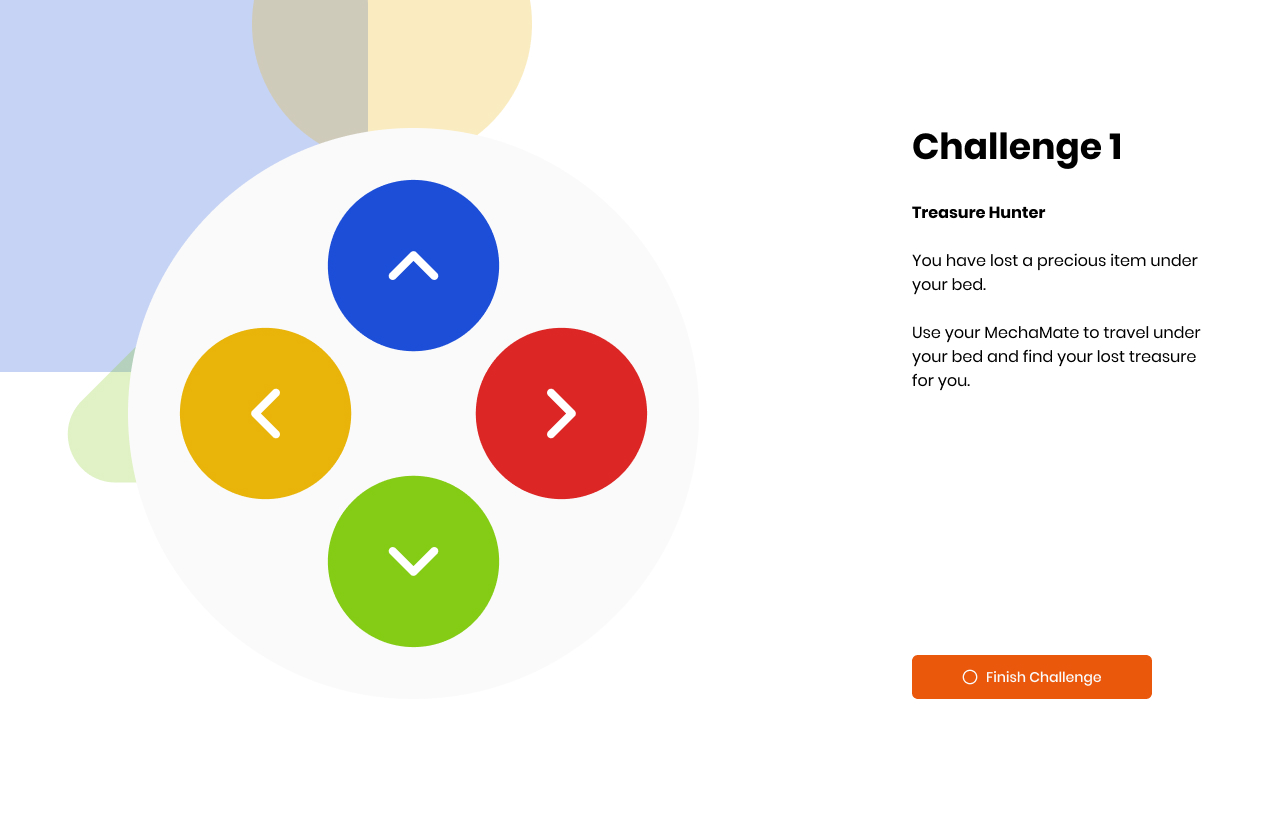 Challenge 1
Treasure Hunter
You have lost a precious item under
your bed.
Use your MechaMate to travel under
your bed and find your lost treasure
for you.
Finish Challenge